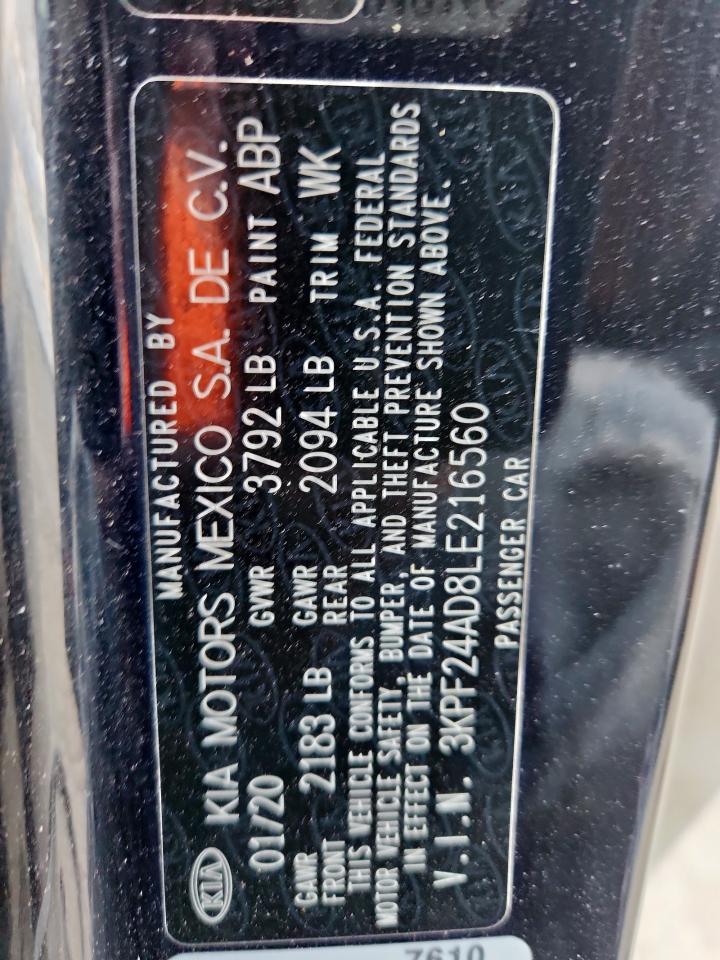 MANUFACTURED BY
KIA KIA MOTORS MEXICO S.A. DE C.V.
01/20 GVWR 3792 LB PAINT ABP
GAWR FRONT 2183 LB GAWR REAR 2094 LB TRIM WK
THIS VEHICLE CONFORMS TO ALL APPLICABLE U.S.A. FEDERAL
MOTOR VEHICLE SAFETY, BUMPER, AND THEFT PREVENTION STANDARDS
IN EFFECT ON THE DATE OF MANUFACTURE SHOWN ABOVE.
V.I.N. 3KPF24AD8LE216560
PASSENGER CAR
7610